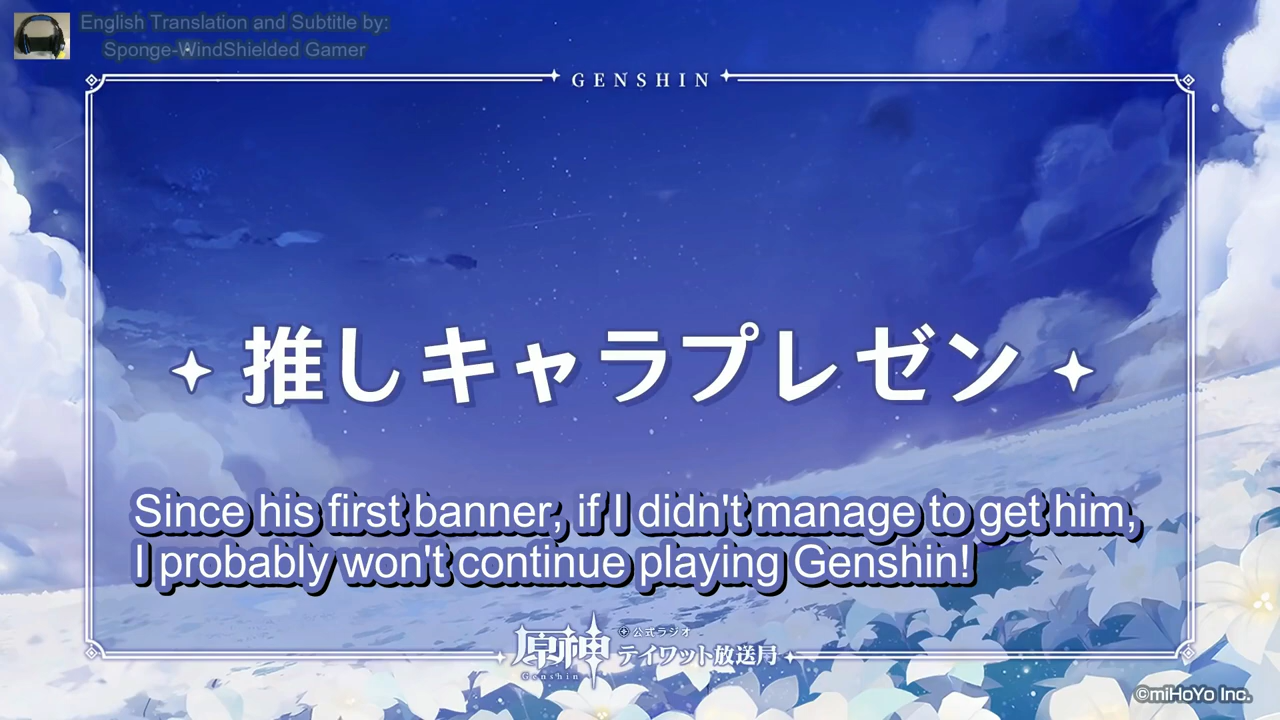 English Translation and Subtitle by:
Sponge-WindShielded Gamer
GENSHIN
推しキャラプレゼン
Since his first banner, if I didn't manage to get him,
I probably won't continue playing Genshin!
原神
Genshin
公式ラジオ
テイワット放送局
©miHoYo Inc.